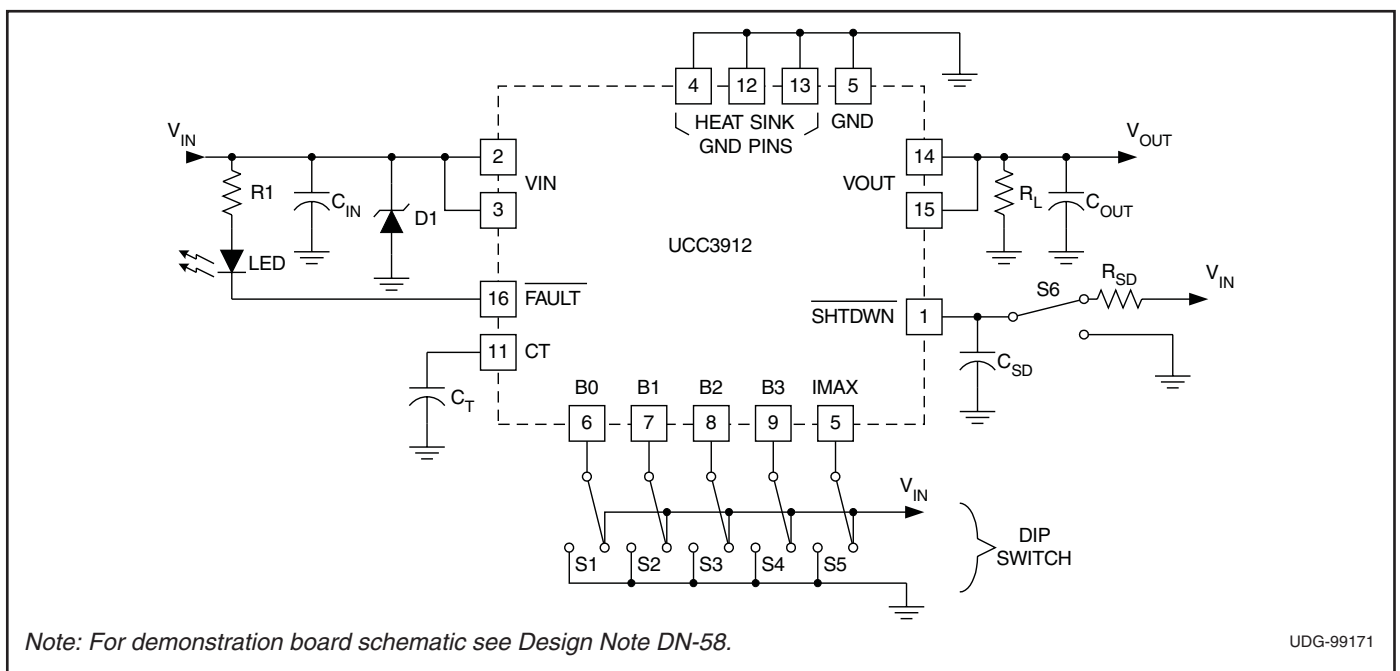 4 12 13 5
HEAT SINK GND
GND PINS
V_IN
2
VIN
3
R1
C_IN
D1
LED
16 FAULT
11 CT
C_T
UCC3912
14
VOUT
15
R_L
C_OUT
V_OUT
SHTDWN 1
S6
R_SD
V_IN
C_SD
B0 B1 B2 B3 IMAX
6 7 8 9 5
V_IN
S1 S2 S3 S4 S5
DIP
SWITCH
Note: For demonstration board schematic see Design Note DN-58.
UDG-99171